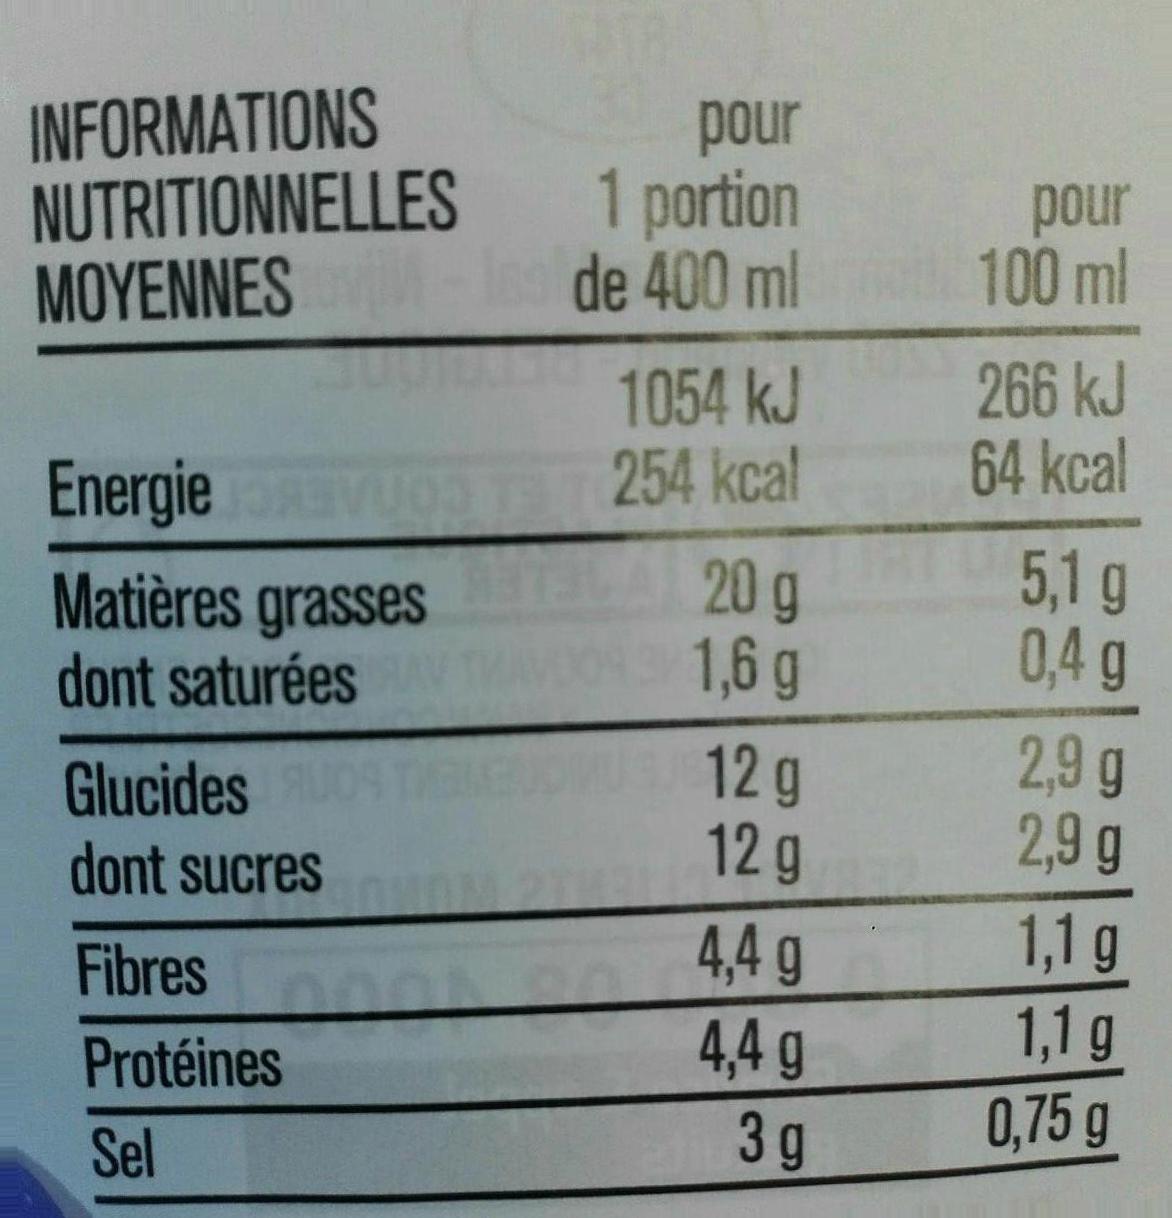 INFORMATIONS NUTRITIONNELLES MOYENNES
pour 1 portion de 400 ml
pour 100 ml
Energie 1054 kJ 254 kcal 266 kJ 64 kcal
Matières grasses 20 g 5,1 g
dont saturées 1,6 g 0,4 g
Glucides 12 g 2,9 g
dont sucres 12 g 2,9 g
Fibres 4,4 g 1,1 g
Protéines 4,4 g 1,1 g
Sel 3 g 0,75 g